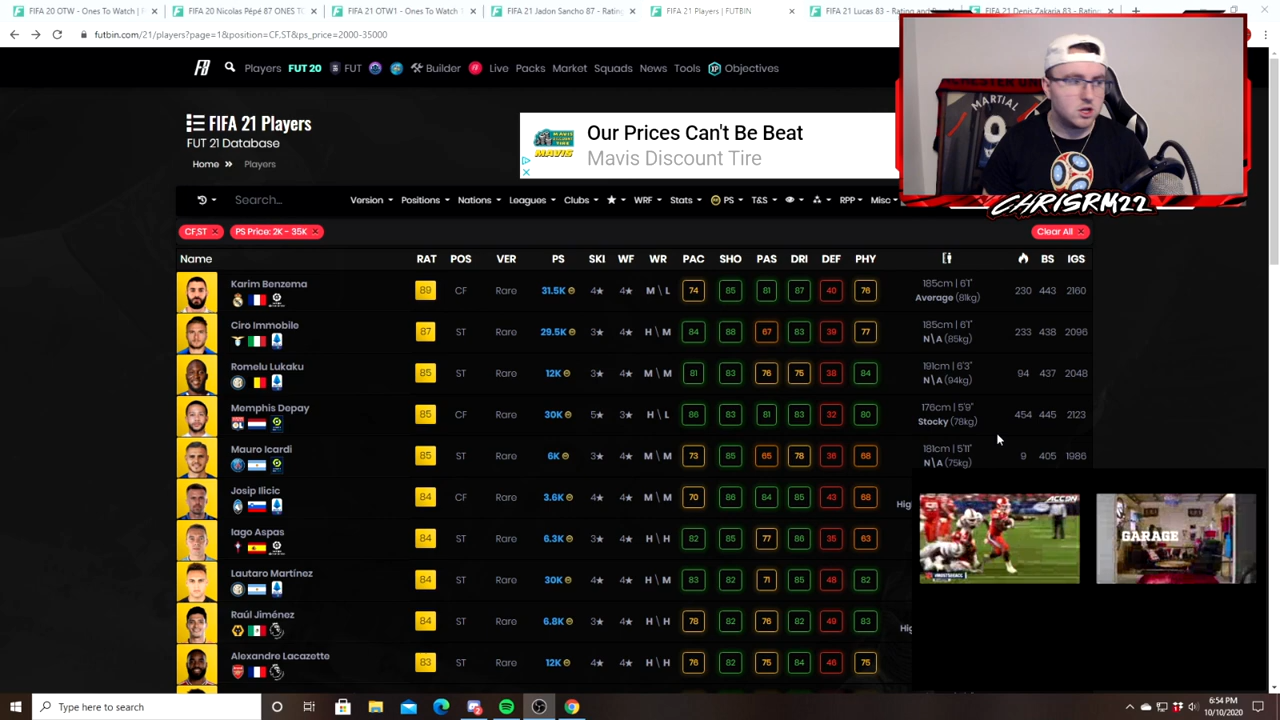 FIFA 20 OTW - Ones To Watch |
FIFA 20 Nicolas Pépé 87 ONES TO
FIFA 21 OTW1 - Ones To Watch
FIFA 21 Jadon Sancho 87 - Rating
FIFA 21 Players | FUTBIN
FIFA 21 Lucas 83 - Rating and
FIFA 21 Denis Zakaria 83 - Rating
futbin.com/21/players?page=1&position=CF,ST&ps_price=2000-35000
Players FUT 20 FUT Builder Live Packs Market Squads News Tools Objectives
FIFA 21 Players
FUT 21 Database
Home » Players
Our Prices Can't Be Beat
Mavis Discount Tire
MAVIS
MARTIAL
9
CHRISRM22
Search... Version Positions Nations Leagues Clubs WRF Stats PS T&S RPP Misc
CF,ST × PS Price: 2K - 35K × Clear All ×
Name RAT POS VER PS SKI WF WR PAC SHO PAS DRI DEF PHY BS IGS
Karim Benzema 89 CF Rare 31.5K 4★ 4★ M \ L 74 85 81 87 40 76 185cm | 6'1" Average (81kg) 230 443 2160
Ciro Immobile 87 ST Rare 29.5K 3★ 4★ H \ M 84 88 67 83 39 77 185cm | 6'1" N\A (85kg) 233 438 2096
Romelu Lukaku 85 ST Rare 12K 3★ 4★ M \ M 81 83 76 75 38 84 191cm | 6'3" N\A (94kg) 94 437 2048
Memphis Depay 85 CF Rare 30K 5★ 3★ H \ L 86 83 81 83 32 80 176cm | 5'9" Stocky (78kg) 454 445 2123
Mauro Icardi 85 ST Rare 6K 3★ 4★ M \ M 73 85 65 78 36 68 181cm | 5'11" N\A (75kg) 9 405 1986
Josip Ilicic 84 CF Rare 3.6K 4★ 4★ M \ M 70 86 84 85 43 68 Hig
Iago Aspas 84 ST Rare 6.3K 3★ 4★ H \ H 82 85 77 86 35 63
Lautaro Martínez 84 ST Rare 30K 4★ 4★ H \ M 83 82 71 85 48 82
Raúl Jiménez 84 ST Rare 6.8K 3★ 4★ H \ H 78 82 76 82 49 83 Hig
Alexandre Lacazette 83 ST Rare 12K 4★ 4★ H \ H 76 82 75 84 46 75
ACCDN
GARAGE
Type here to search
6:54 PM
10/10/2020